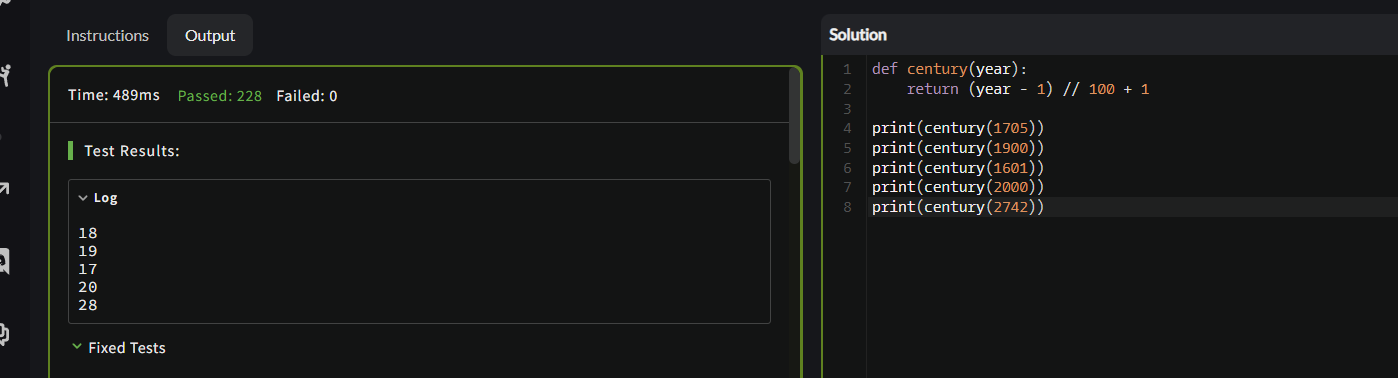 Instructions
Output
Time: 489ms Passed: 228 Failed: 0
Test Results:
Log
18
19
17
20
28
Fixed Tests
Solution
1 def century(year):
2     return (year - 1) // 100 + 1
3
4 print(century(1705))
5 print(century(1900))
6 print(century(1601))
7 print(century(2000))
8 print(century(2742))